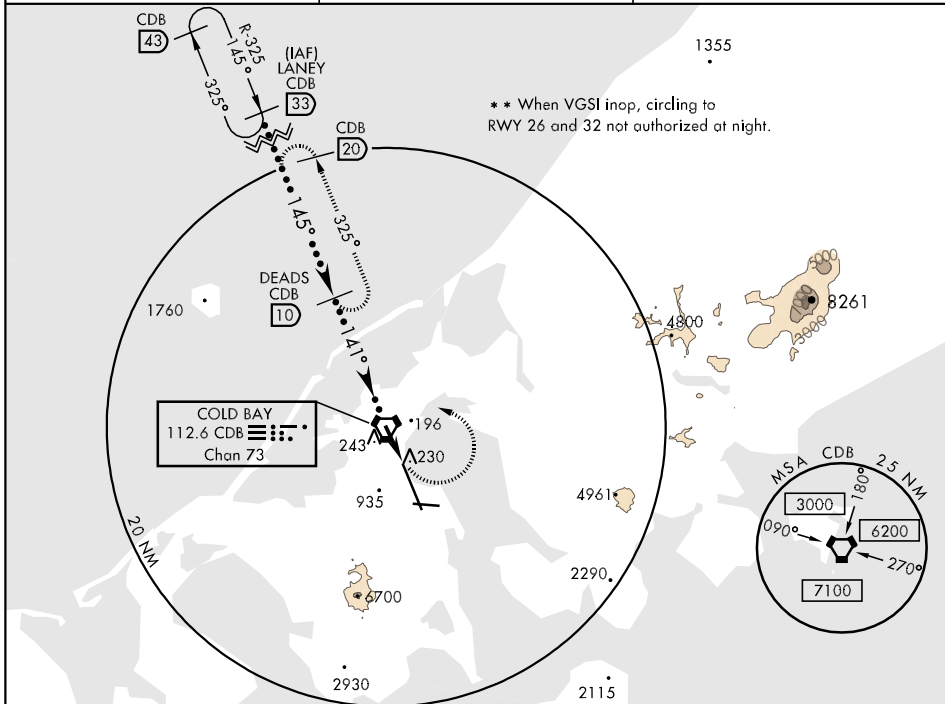 CDB
43
R-325
145°
325°
(IAF)
LANEY
CDB
33
1355
** When VGSI inop, circling to
RWY 26 and 32 not authorized at night.
CDB
20
145°
325°
DEADS
CDB
10
1760
8261
3000
4800
141°
COLD BAY
112.6 CDB
Chan 73
196
243
230
935
4961
20 NM
MSA CDB 25 NM
3000
180°
090°
6200
270°
7100
2290
6700
2930
2115